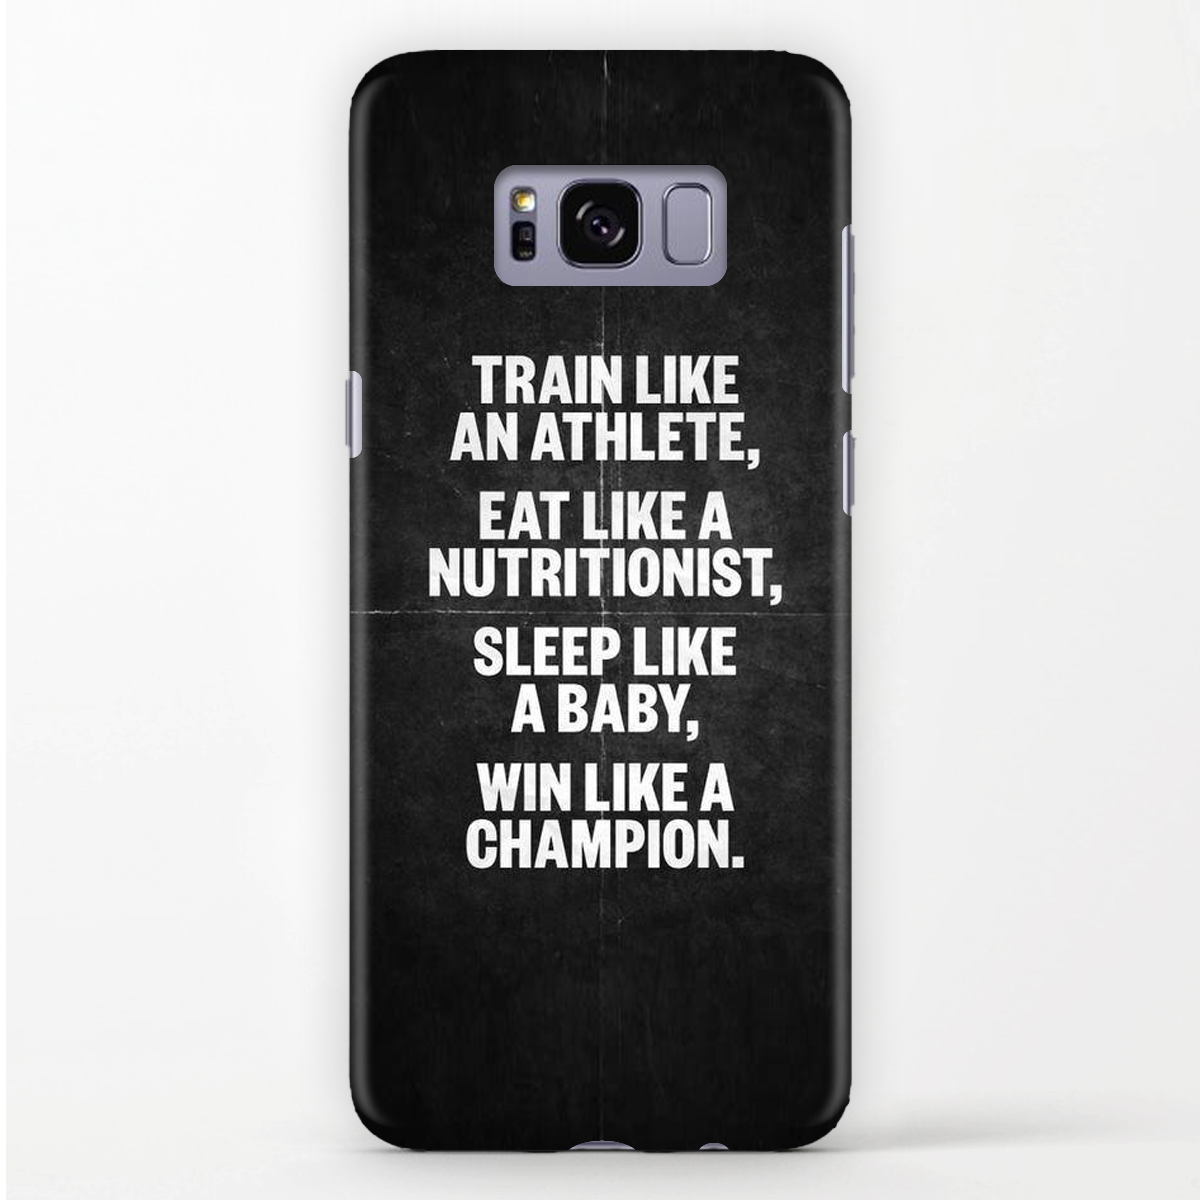 TRAIN LIKE
AN ATHLETE,
EAT LIKE A
NUTRITIONIST,
SLEEP LIKE
A BABY,
WIN LIKE A
CHAMPION.